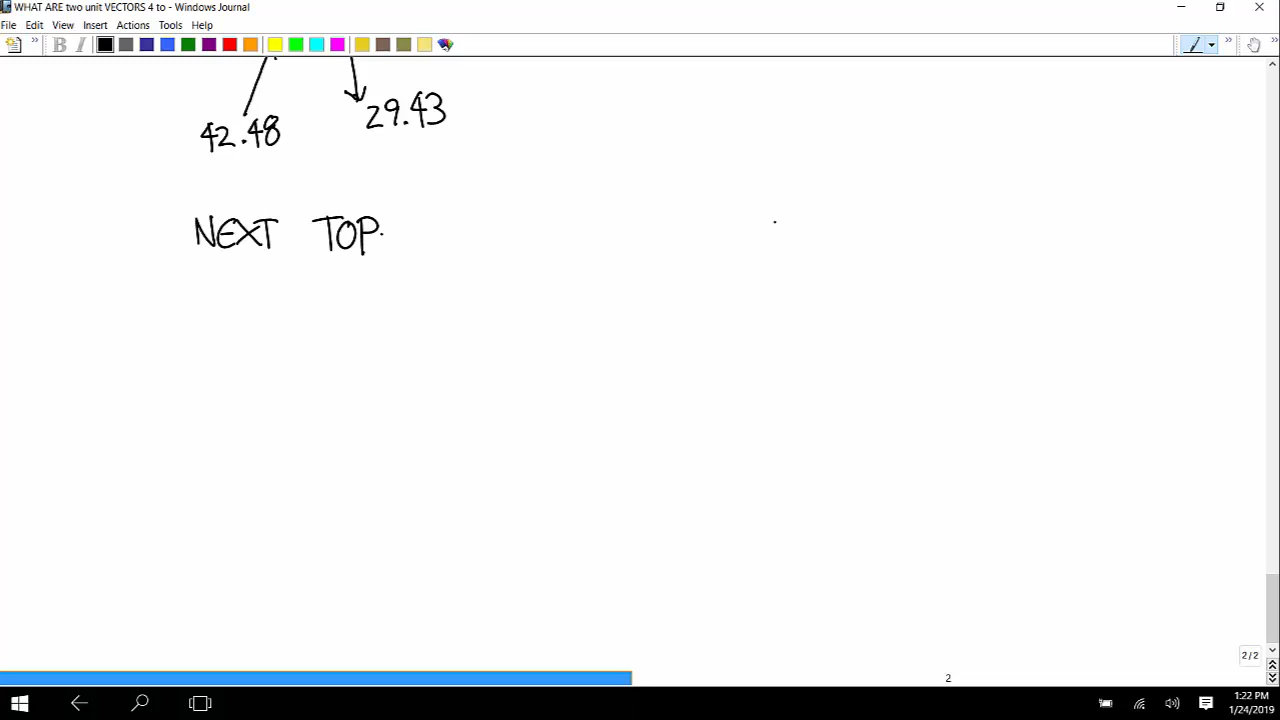 WHAT ARE two unit VECTORS 4 to - Windows Journal
File Edit View Insert Actions Tools Help
B I
42.48
29.43
NEXT TOP
2/2
2
1:22 PM
1/24/2019